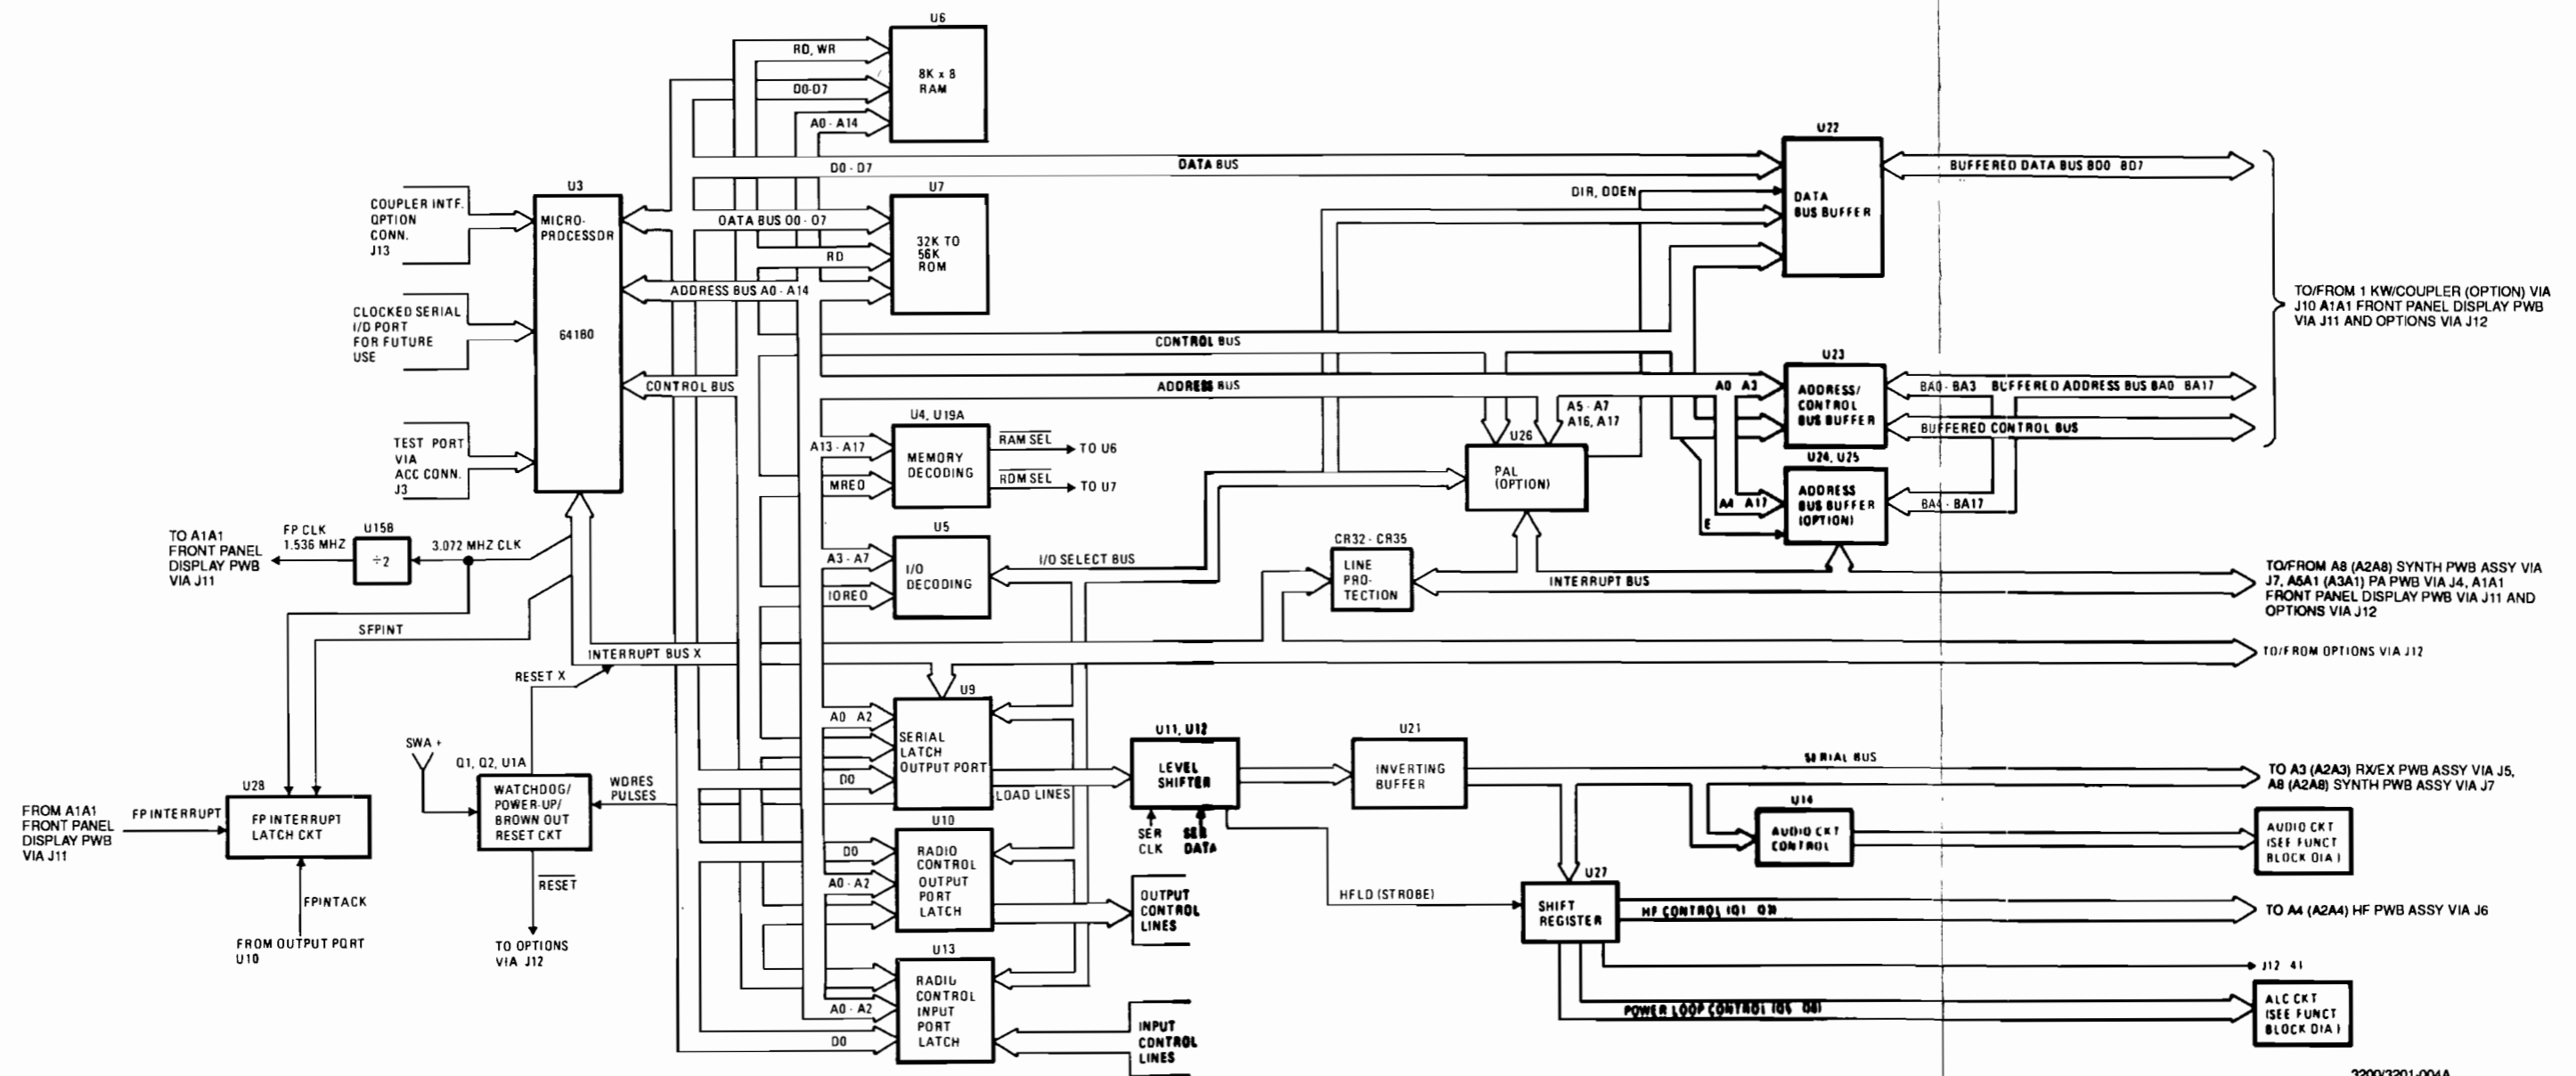 U6
RD, WR
8K x 8
RAM
D0-D7
A0 - A14
D0 - D7
DATA BUS
U22
DATA
BUS BUFFER
BUFFERED DATA BUS BD0 BD7
DIR, DDEN
U3
MICRO-
PROCESSOR
64180
COUPLER INTF.
OPTION
CONN.
J13
CLOCKED SERIAL
I/O PORT
FOR FUTURE
USE
TEST PORT
VIA
ACC CONN.
J3
U7
DATA BUS D0 - D7
32K TO
56K
ROM
RD
ADDRESS BUS A0 - A14
TO/FROM 1 KW/COUPLER (OPTION) VIA
J10 A1A1 FRONT PANEL DISPLAY PWB
VIA J11 AND OPTIONS VIA J12
CONTROL BUS
CONTROL BUS
ADDRESS BUS
A0 A3
U23
ADDRESS/
CONTROL
BUS BUFFER
BA0 - BA3 BUFFERED ADDRESS BUS BA0 BA17
BUFFERED CONTROL BUS
A5 - A7
A16, A17
U4, U19A
A13 - A17
MEMORY
DECODING
RAM SEL
TO U6
MREQ
ROM SEL
TO U7
U26
PAL
(OPTION)
U24, U25
ADDRESS
BUS BUFFER
(OPTION)
A4 A17
E
BA4 - BA17
TO A1A1
FRONT PANEL
DISPLAY PWB
VIA J11
FP CLK
1.536 MHZ
U15B
÷2
3.072 MHZ CLK
U5
A3 - A7
I/O
DECODING
IOREQ
I/O SELECT BUS
CR32 - CR35
LINE
PRO-
TECTION
INTERRUPT BUS
TO/FROM A8 (A2A8) SYNTH PWB ASSY VIA
J7, A5A1 (A3A1) PA PWB VIA J4, A1A1
FRONT PANEL DISPLAY PWB VIA J11 AND
OPTIONS VIA J12
SFPINT
INTERRUPT BUS X
TO/FROM OPTIONS VIA J12
RESET X
U9
A0 A2
SERIAL
LATCH
OUTPUT PORT
D0
LOAD LINES
SWA +
Q1, Q2, U1A
WATCHDOG/
POWER-UP/
BROWN OUT
RESET CKT
WDRES
PULSES
RESET
TO OPTIONS
VIA J12
U28
FP INTERRUPT
LATCH CKT
FP INTERRUPT
FROM A1A1
FRONT PANEL
DISPLAY PWB
VIA J11
FPINTACK
FROM OUTPUT PORT
U10
U11, U12
LEVEL
SHIFTER
SER
CLK
SER
DATA
U21
INVERTING
BUFFER
SERIAL BUS
TO A3 (A2A3) RX/EX PWB ASSY VIA J5,
A8 (A2A8) SYNTH PWB ASSY VIA J7
U14
AUDIO CKT
CONTROL
AUDIO CKT
(SEE FUNCT
BLOCK DIA)
U10
D0
RADIO
CONTROL
OUTPUT
PORT
LATCH
A0 - A2
OUTPUT
CONTROL
LINES
HFLD (STROBE)
U27
SHIFT
REGISTER
HF CONTROL
TO A4 (A2A4) HF PWB ASSY VIA J6
J12 41
POWER LOOP CONTROL
ALC CKT
(SEE FUNCT
BLOCK DIA)
U13
RADIO
CONTROL
INPUT
PORT
LATCH
A0 - A2
D0
INPUT
CONTROL
LINES
3200/3201-004A